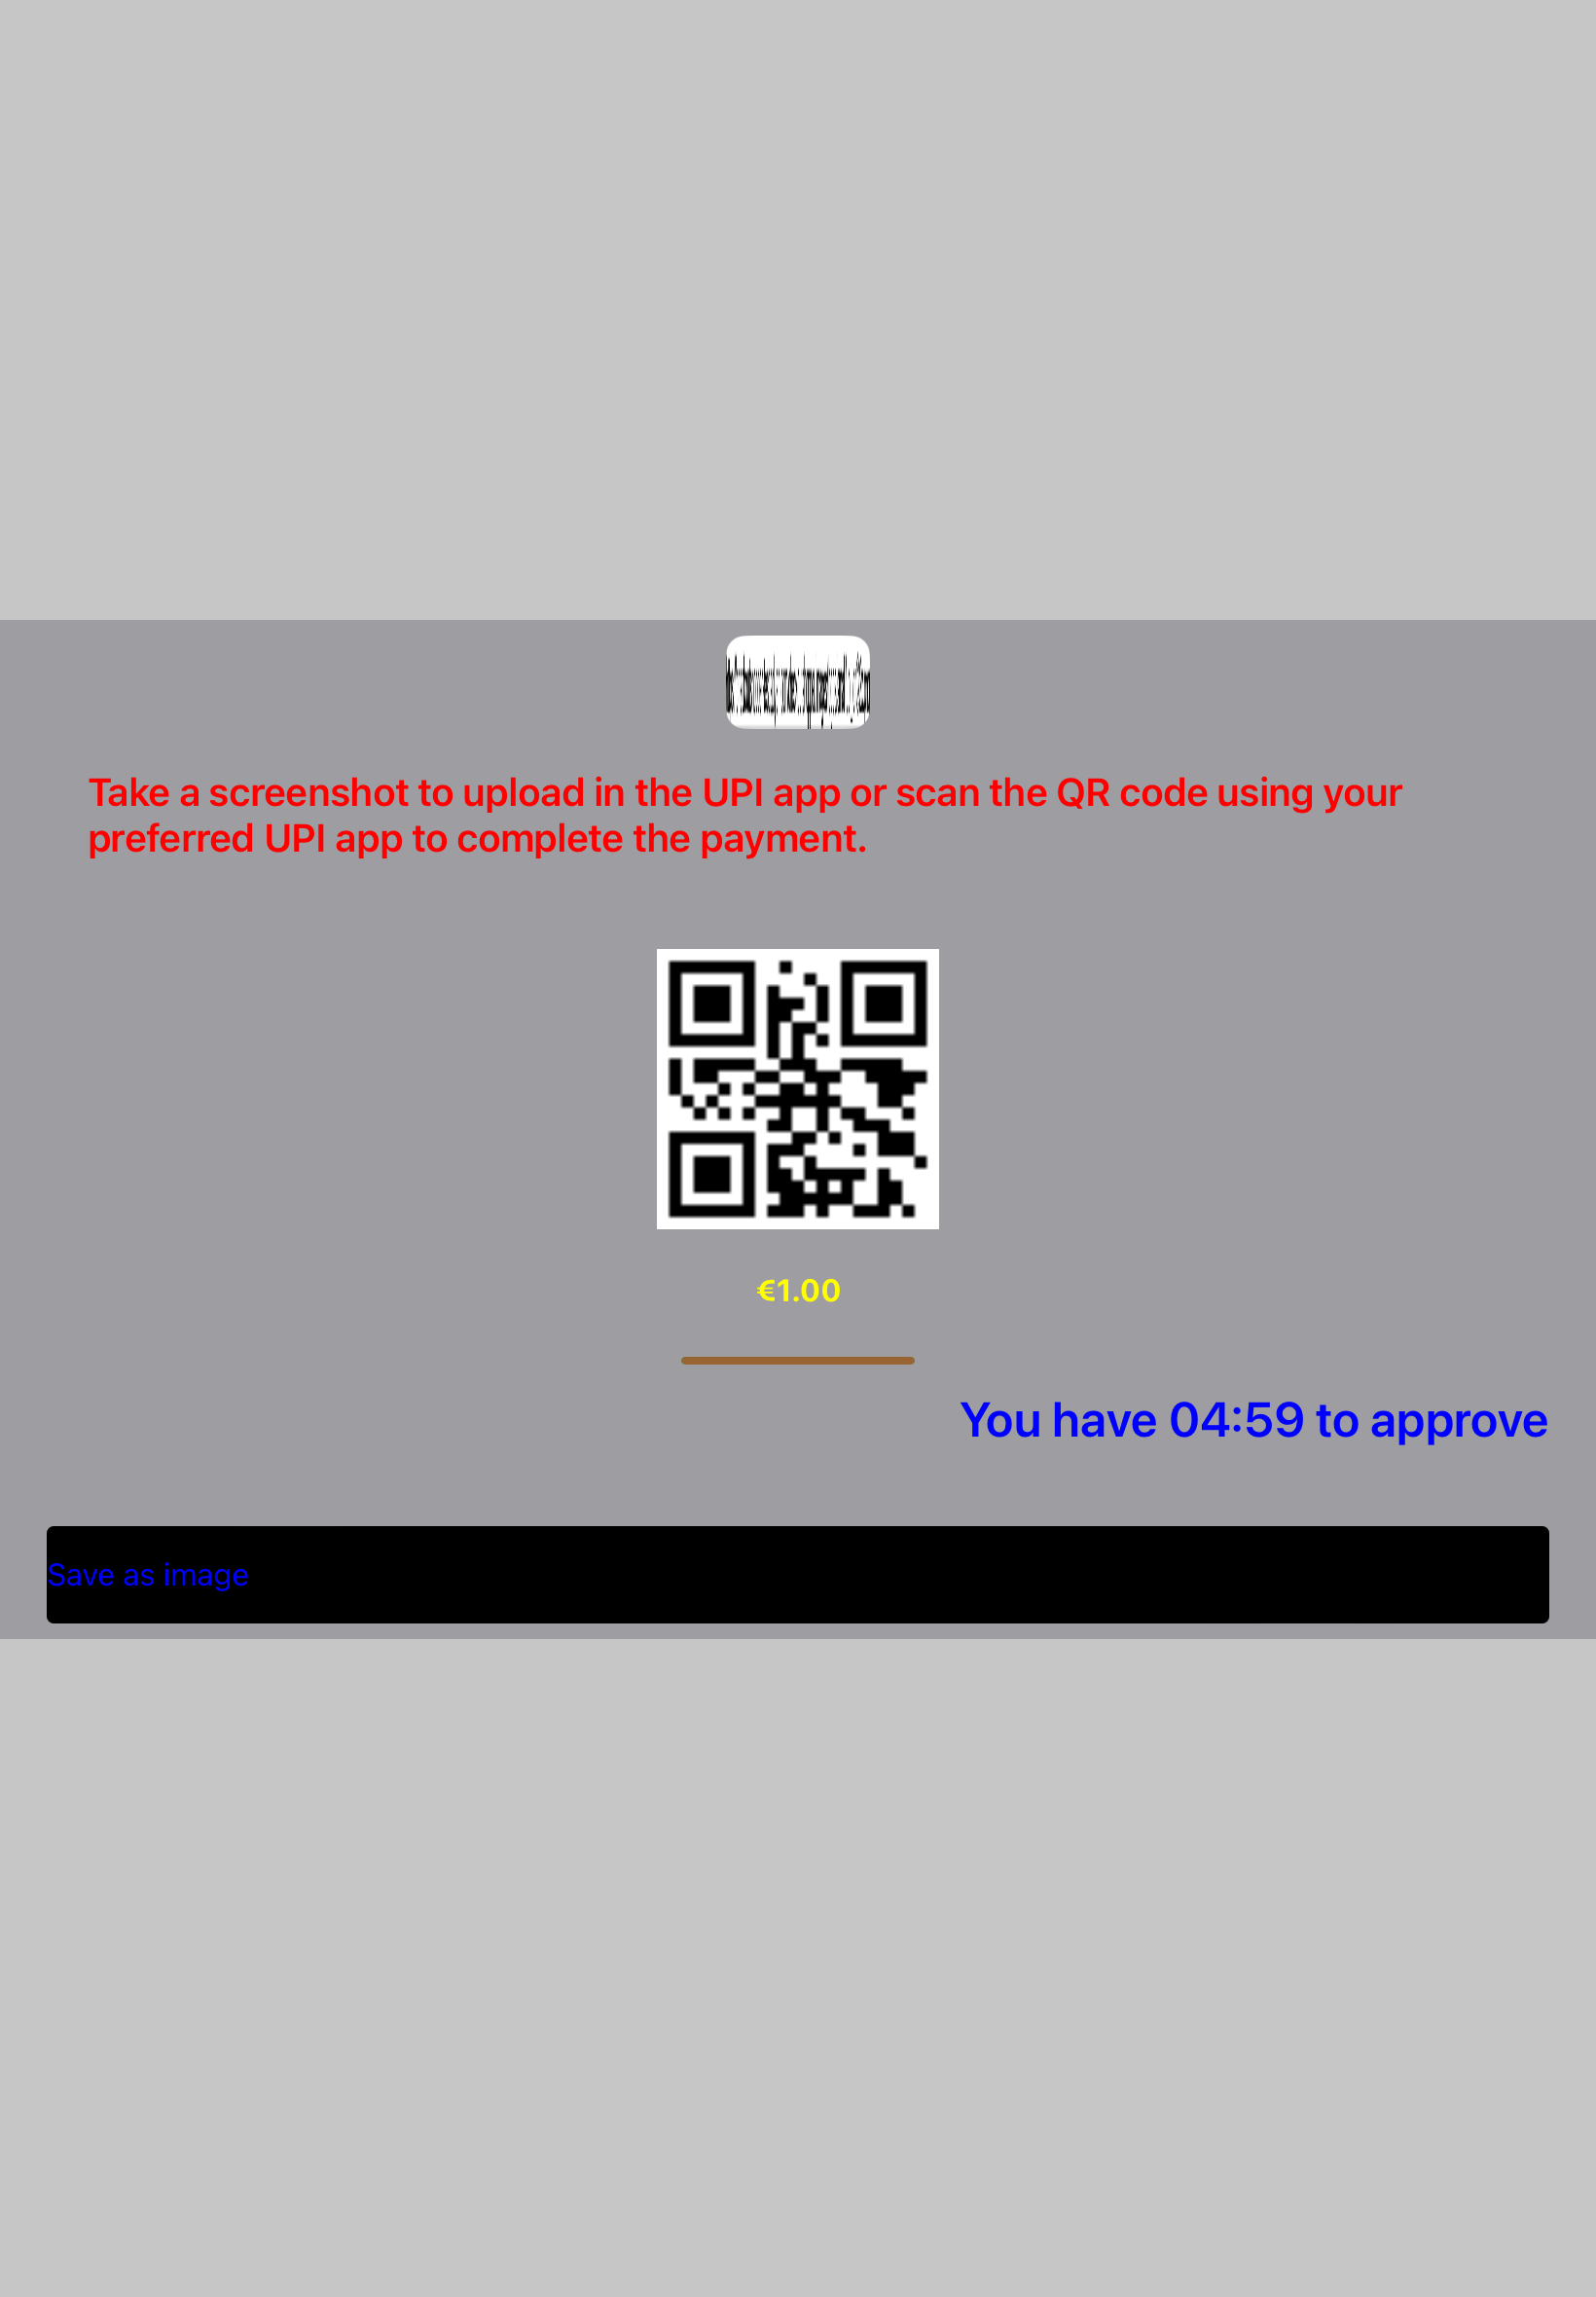 Take a screenshot to upload in the UPI app or scan the QR code using your
preferred UPI app to complete the payment.
€1.00
You have 04:59 to approve
Save as image